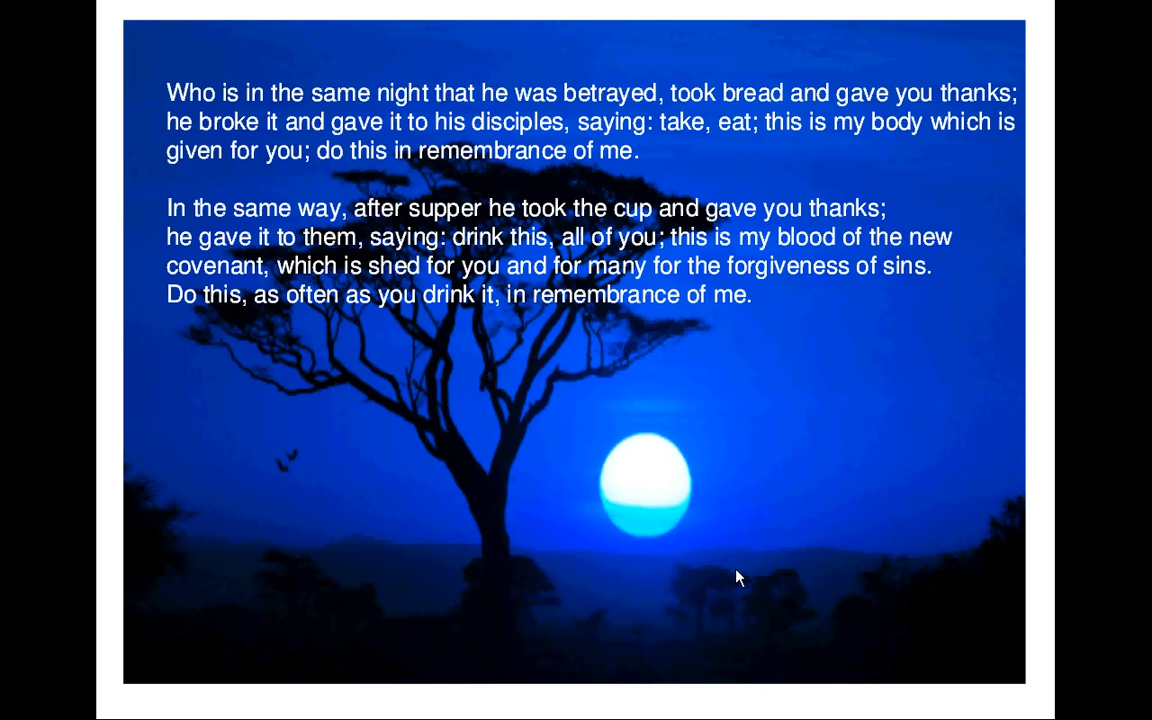 Who is in the same night that he was betrayed, took bread and gave you thanks;
he broke it and gave it to his disciples, saying: take, eat; this is my body which is
given for you; do this in remembrance of me.
In the same way, after supper he took the cup and gave you thanks;
he gave it to them, saying: drink this, all of you; this is my blood of the new
covenant, which is shed for you and for many for the forgiveness of sins.
Do this, as often as you drink it, in remembrance of me.